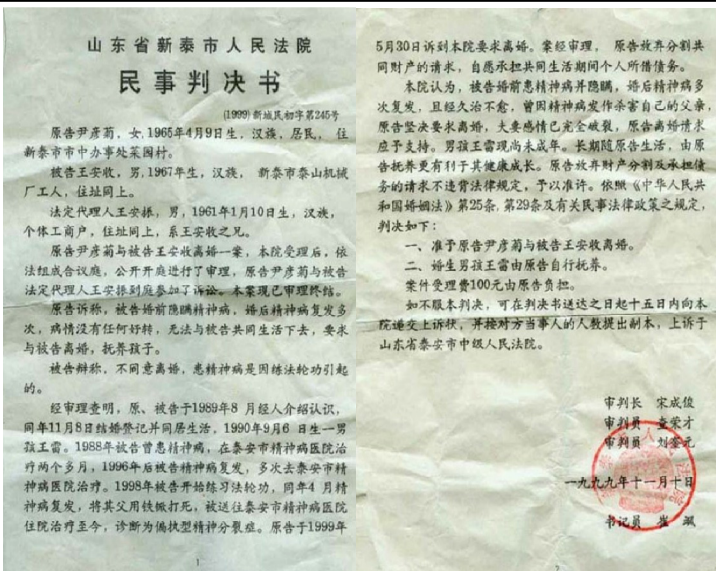 山东省新泰市人民法院
民事判决书
(1999)新城民初字第245号
原告尹彦菊，女，1965年4月9日生，汉族，居民，住
新泰市市中办事处菜园村。
被告王安收，男，1967年生，汉族，新泰市泰山机械
厂工人，住址同上。
法定代理人王安振，男，1961年1月10日生，汉族，
个体工商户，住址同上，系王安收之兄。
原告尹彦菊与被告王安收离婚一案，本院受理后，依
法组成合议庭，公开开庭进行了审理，原告尹彦菊与被告
法定代理人王安振到庭参加了诉讼。本案现已审理终结。
原告诉称，被告婚前隐瞒精神病，婚后精神病复发多
次，病情没有任何好转，无法与被告共同生活下去，要求
与被告离婚，抚养孩子。
被告辩称，不同意离婚，患精神病是因练法轮功引起
的。
经审理查明，原、被告于1989年8月经人介绍认识，
同年11月8日结婚登记并同居生活，1990年9月6日生一男
孩王雷。1988年被告曾患精神病，在泰安市精神病医院治
疗两个多月，1996年后被告精神病复发，多次去泰安市精
神病医院治疗。1998年被告开始练习法轮功，同年4月精
神病复发，将其父用铁锨打死，被送往泰安市精神病医院
住院治疗至今，诊断为偏执型精神分裂症。原告于1999年
1
5月30日诉到本院要求离婚。案经审理，原告放弃分割共
同财产的请求，自愿承担共同生活期间个人所借债务。
本院认为，被告婚前患精神病并隐瞒，婚后精神病多
次复发，且经久治不愈，曾因精神病发作杀害自己的父亲，
原告坚决要求离婚，夫妻感情已完全破裂，原告离婚请求
应予支持。男孩王雷现尚未成年。长期随原告生活，由原
告抚养更有利于其健康成长。原告放弃财产分割及承担债
务的请求不违背法律规定，予以准许。依照《中华人民共
和国婚姻法》第25条，第29条及有关民事法律政策之规定，
判决如下：
一、准予原告尹彦菊与被告王安收离婚。
二、婚生男孩王雷由原告自行抚养。
案件受理费100元由原告负担。
如不服本判决，可在判决书送达之日起十五日内向本
院递交上诉状，并按对方当事人的人数提出副本，上诉于
山东省泰安市中级人民法院。
审判长 宋成俊
审判员 查荣才
审判员 刘奎元
一九九九年十一月十日
书记员 崔飒
2